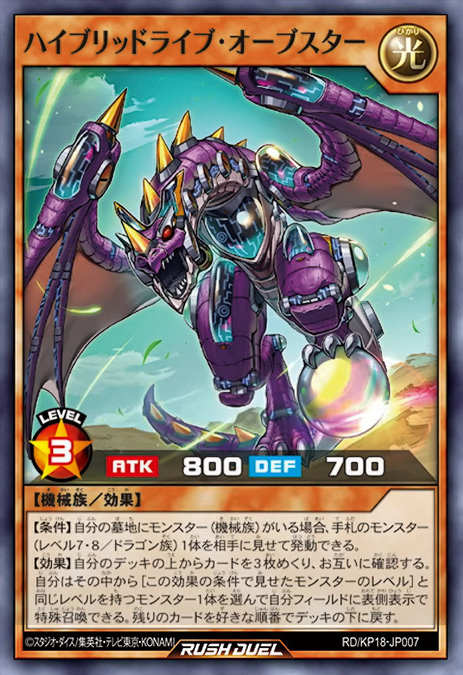 ハイブリッドライブ・オーブスター
ひかり
光
LEVEL
3
ATK 800 DEF 700
【機械族／効果】
【条件】自分の墓地にモンスター（機械族）がいる場合、手札のモンスター
（レベル7・8／ドラゴン族）1体を相手に見せて発動できる。
【効果】自分のデッキの上からカードを3枚めくり、お互いに確認する。
自分はその中から[この効果の条件で見せたモンスターのレベル]と
同じレベルを持つモンスター1体を選んで自分フィールドに表側表示で
特殊召喚できる。残りのカードを好きな順番でデッキの下に戻す。
©スタジオ・ダイス/集英社・テレビ東京・KONAMI
RUSH DUEL
RD/KP18-JP007